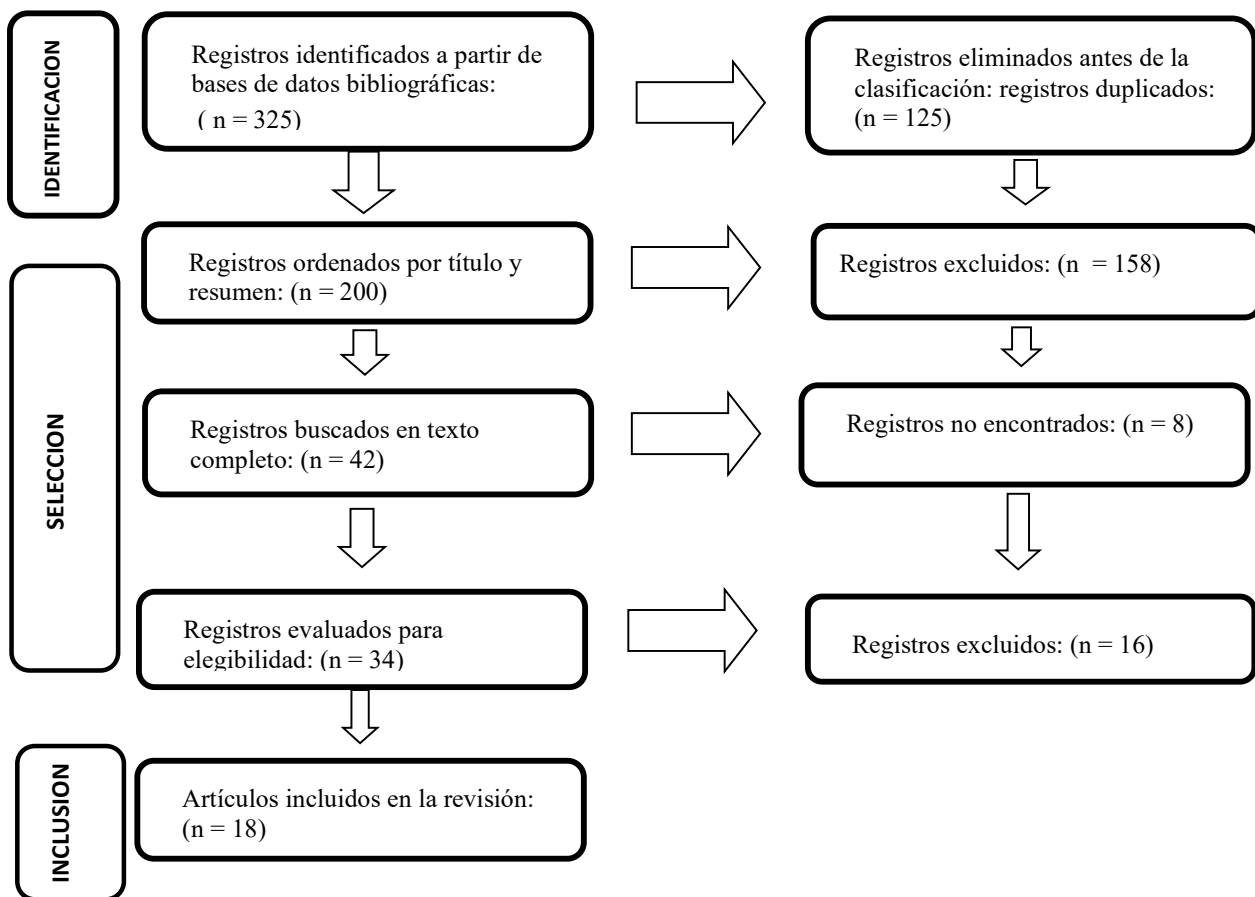 IDENTIFICACION
Registros identificados a partir de
bases de datos bibliográficas:
( n = 325)
Registros eliminados antes de la
clasificación: registros duplicados:
(n = 125)
SELECCION
Registros ordenados por título y
resumen: (n = 200)
Registros excluidos: (n = 158)
Registros buscados en texto
completo: (n = 42)
Registros no encontrados: (n = 8)
Registros evaluados para
elegibilidad: (n = 34)
Registros excluidos: (n = 16)
INCLUSION
Artículos incluidos en la revisión:
(n = 18)